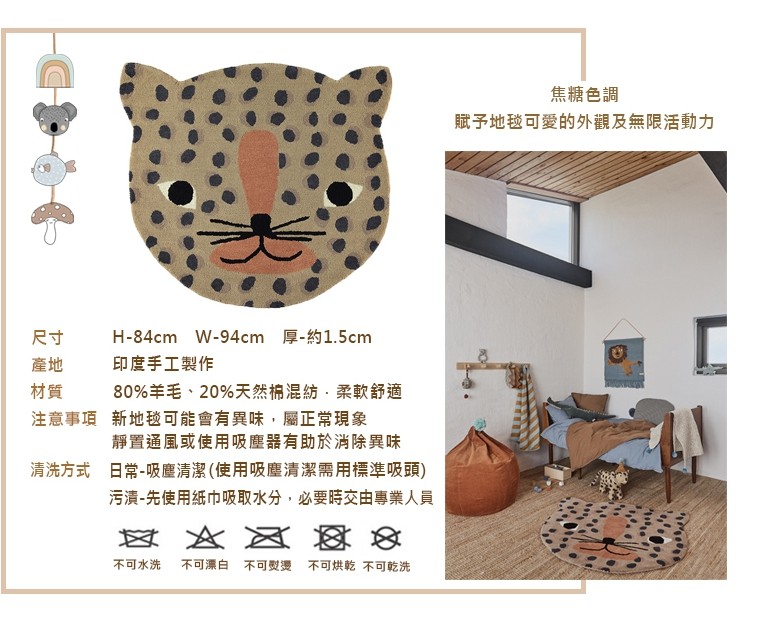 焦糖色調
賦予地毯可愛的外觀及無限活動力
尺寸 H-84cm W-94cm 厚-約1.5cm
產地 印度手工製作
材質 80%羊毛、20%天然棉混紡．柔軟舒適
注意事項 新地毯可能會有異味，屬正常現象
靜置通風或使用吸塵器有助於消除異味
清洗方式 日常-吸塵清潔(使用吸塵清潔需用標準吸頭)
污漬-先使用紙巾吸取水分，必要時交由專業人員
不可水洗 不可漂白 不可熨燙 不可烘乾 不可乾洗